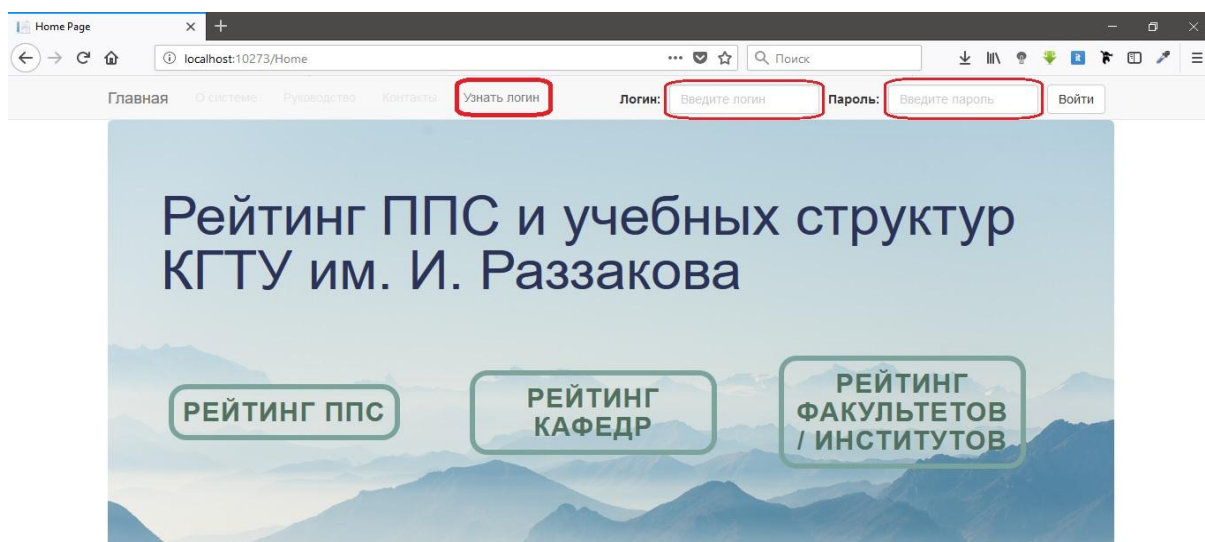 Home Page
localhost:10273/Home
Поиск
Главная О системе Руководство Контакты Узнать логин Логин: Введите логин Пароль: Введите пароль Войти
Рейтинг ППС и учебных структур
КГТУ им. И. Раззакова
РЕЙТИНГ ППС
РЕЙТИНГ
КАФЕДР
РЕЙТИНГ
ФАКУЛЬТЕТОВ
/ ИНСТИТУТОВ